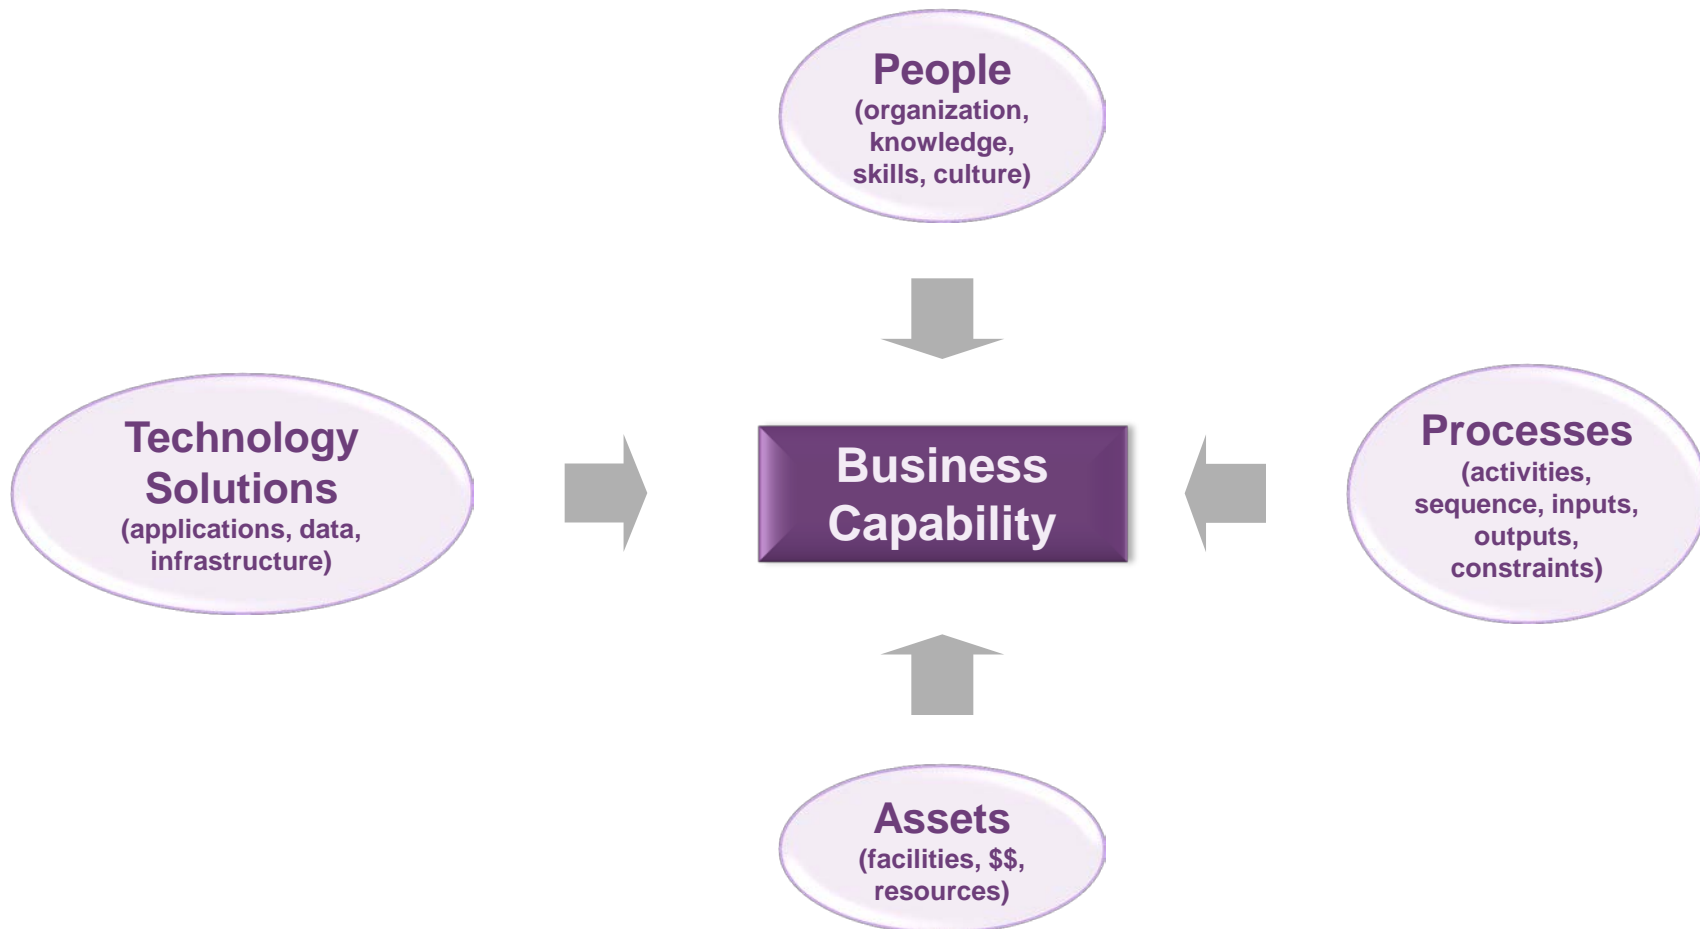 People
(organization,
knowledge,
skills, culture)
Technology
Solutions
(applications, data,
infrastructure)
Business
Capability
Processes
(activities,
sequence, inputs,
outputs,
constraints)
Assets
(facilities, $$,
resources)